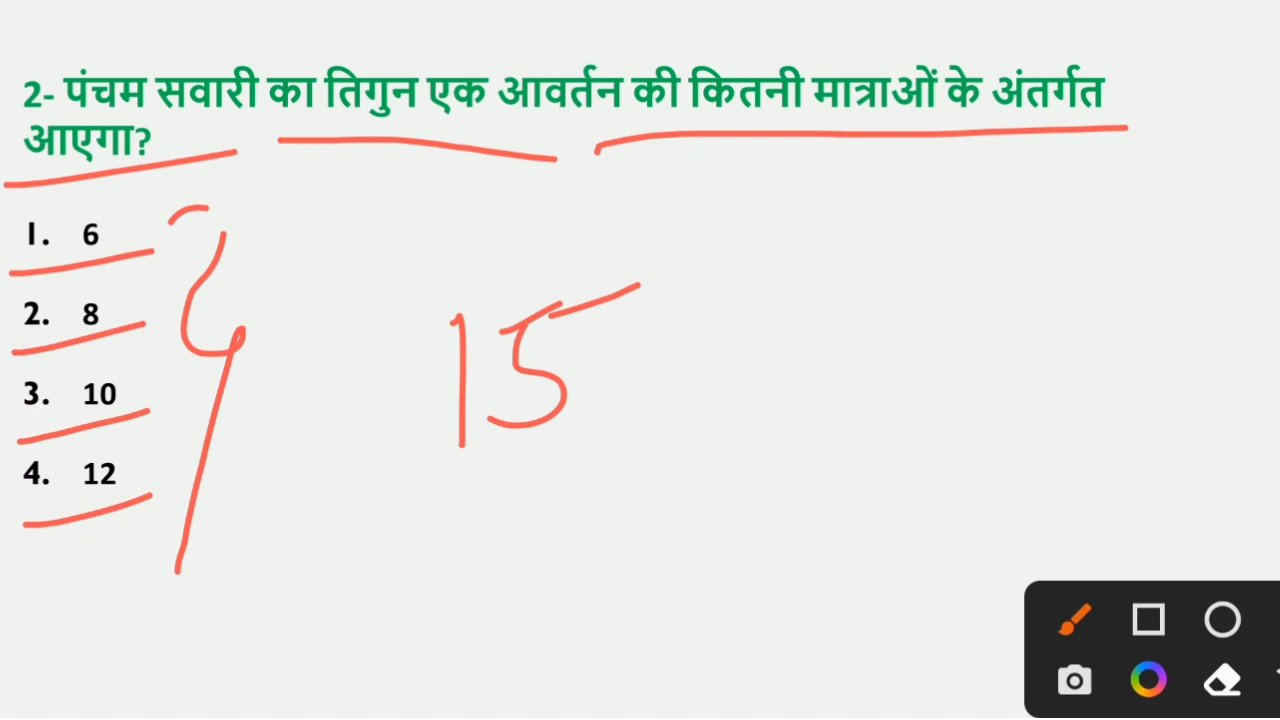 2- पंचम सवारी का तिगुन एक आवर्तन की कितनी मात्राओं के अंतर्गत
आएगा?
1. 6
2. 8
15
3. 10
4. 12